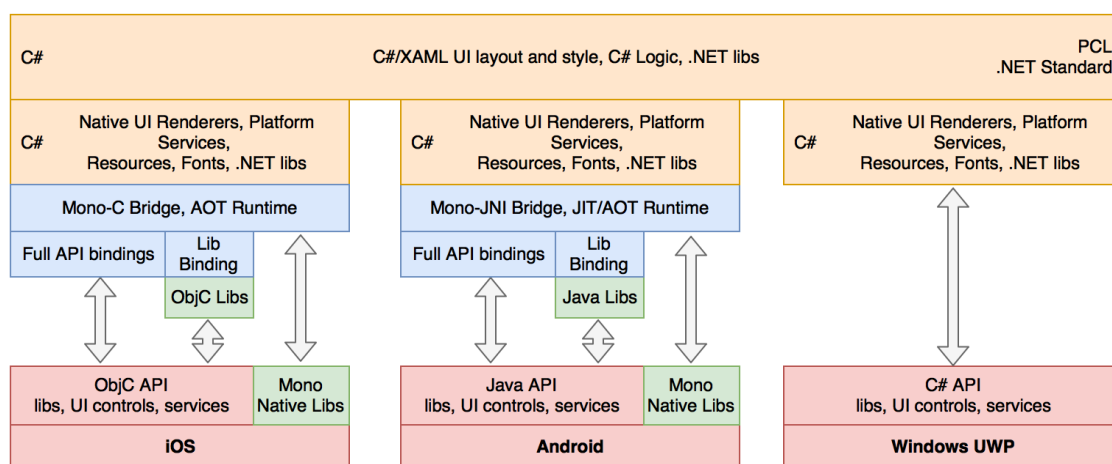 C#
C#/XAML UI layout and style, C# Logic, .NET libs
PCL
.NET Standard
C#
Native UI Renderers, Platform
Services,
Resources, Fonts, .NET libs
C#
Native UI Renderers, Platform
Services,
Resources, Fonts, .NET libs
C#
Native UI Renderers, Platform
Services,
Resources, Fonts, .NET libs
Mono-C Bridge, AOT Runtime
Mono-JNI Bridge, JIT/AOT Runtime
Full API bindings
Lib
Binding
Full API bindings
Lib
Binding
ObjC Libs
Java Libs
ObjC API
libs, UI controls, services
Mono
Native Libs
Java API
libs, UI controls, services
Mono
Native Libs
C# API
libs, UI controls, services
iOS
Android
Windows UWP